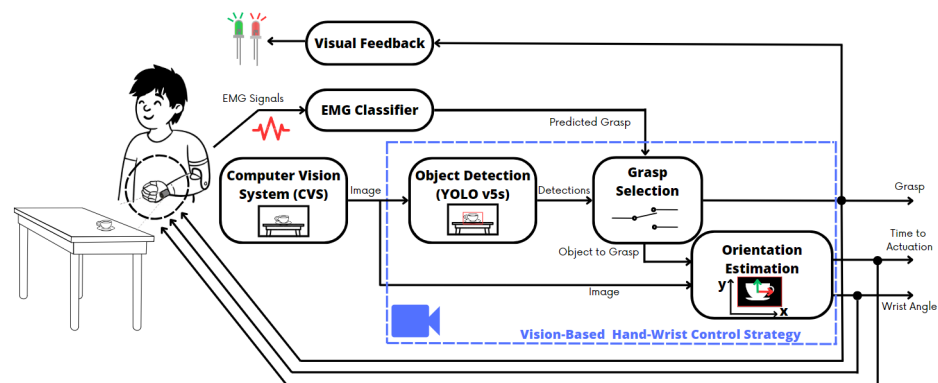 Visual Feedback
EMG Signals
EMG Classifier
Predicted Grasp
Computer Vision
System (CVS)
Image
Object Detection
(YOLO v5s)
Detections
Grasp
Selection
Grasp
Object to Grasp
Time to
Actuation
Orientation
Estimation
y
x
Image
Wrist Angle
Vision-Based Hand-Wrist Control Strategy